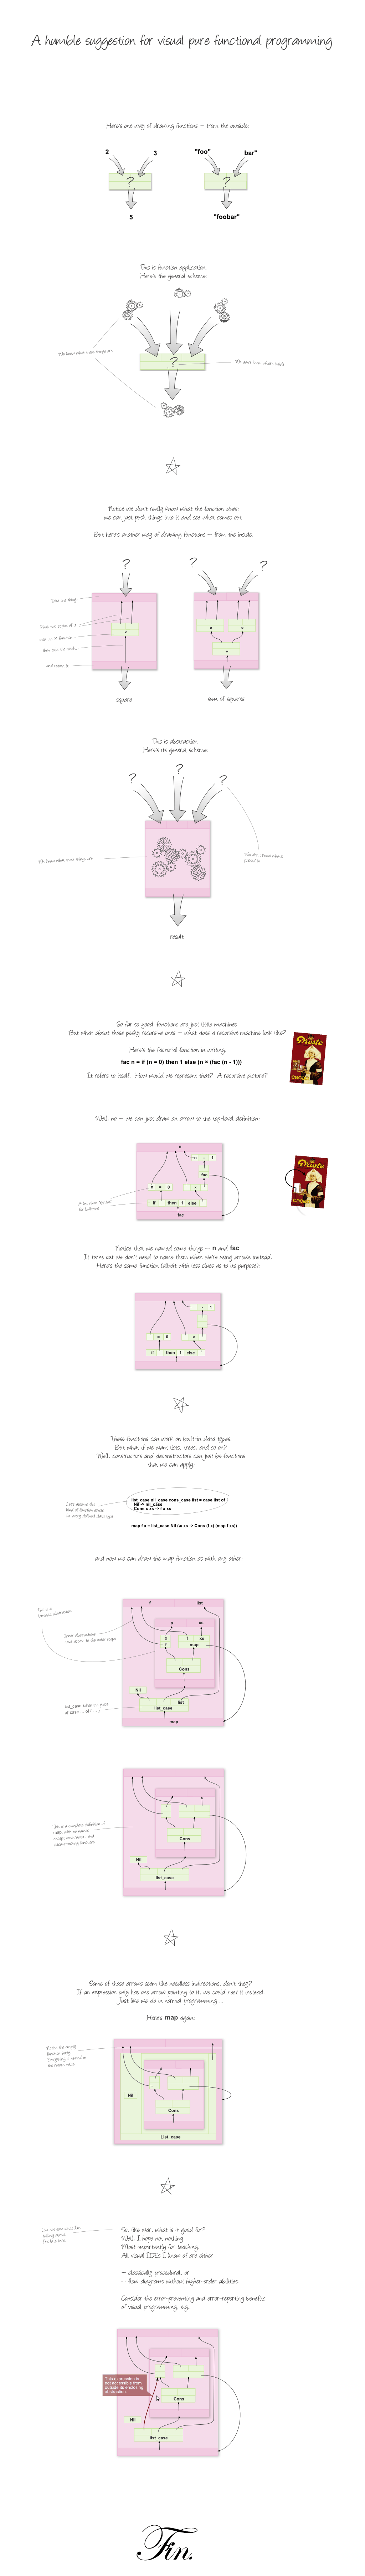 A humble suggestion for visual pure functional programming
Here's one way of drawing functions – from the outside:
2
3
?
5
"foo"
bar"
?
"foobar"
This is function application.
Here's the general scheme:
We know what these things are
?
We don't know what's inside
Notice we don't really know what the function does;
we can just push things into it and see what comes out.
But here's another way of drawing functions – from the inside:
?
Take one thing,
Push two copies of it
into the × function,
then take the result
and return it
square
?
?
sum of squares
This is abstraction.
Here's its general scheme:
?
?
?
We know what these things are
We don't know what's
passed in
result
So far so good: functions are just little machines.
But what about those pesky recursive ones – what does a recursive machine look like?
Here's the factorial function in writing:
fac n = if (n = 0) then 1 else (n × (fac (n - 1)))
It refers to itself. How would we represent that? A recursive picture?
Droste
CACAO
Well, no – we can just draw an arrow to the top-level definition:
n
n - 1
fac
n = 0
×
if then 1 else
fac
Droste
Notice that we named some things – n and fac.
It turns out we don't need to name them when we're using arrows instead.
Here's the same function (albeit with less clues as to its purpose):
- 1
= 0
×
if then 1 else
These functions can work on built-in data types.
But what if we want lists, trees, and so on?
Well, constructors and deconstructors can just be functions
that we can apply:
Let's assume this
kind of function exists
for every defined data type
list_case nil_case cons_case list = case list of
Nil -> nil_case
Cons x xs -> f x xs
map f x = list_case Nil (\x xs -> Cons (f x) (map f xs))
and now we can draw the map function as with any other:
This is a
lambda abstraction
f
list
x
xs
Inner abstractions
have access to the outer scope
x
f
f xs
map
Cons
Nil
list_case takes the place
of case ... of { ... }
list
list_case
map
This is a complete definition of
map, with no names
except constructors and
deconstructing functions
Cons
Nil
list_case
Some of those arrows seem like needless indirections, don't they?
If an expression only has one arrow pointing to it, we could nest it instead.
Just like we do in normal programming ...
Here's map again:
Notice the empty
function body:
Everything is nested in
the return value
Nil
Cons
List_case
I'm not sure what I'm
talking about
It's late here
So, like war, what is it good for?
Well, I hope not nothing.
Most importantly for teaching.
All visual IDEs I know of are either
– classically procedural, or
– flow diagrams without higher-order abilities.
Consider the error-preventing and error-reporting benefits
of visual programming, e.g.:
This expression is
not accessible from
outside its enclosing
abstraction
Cons
Nil
list_case
Fin.